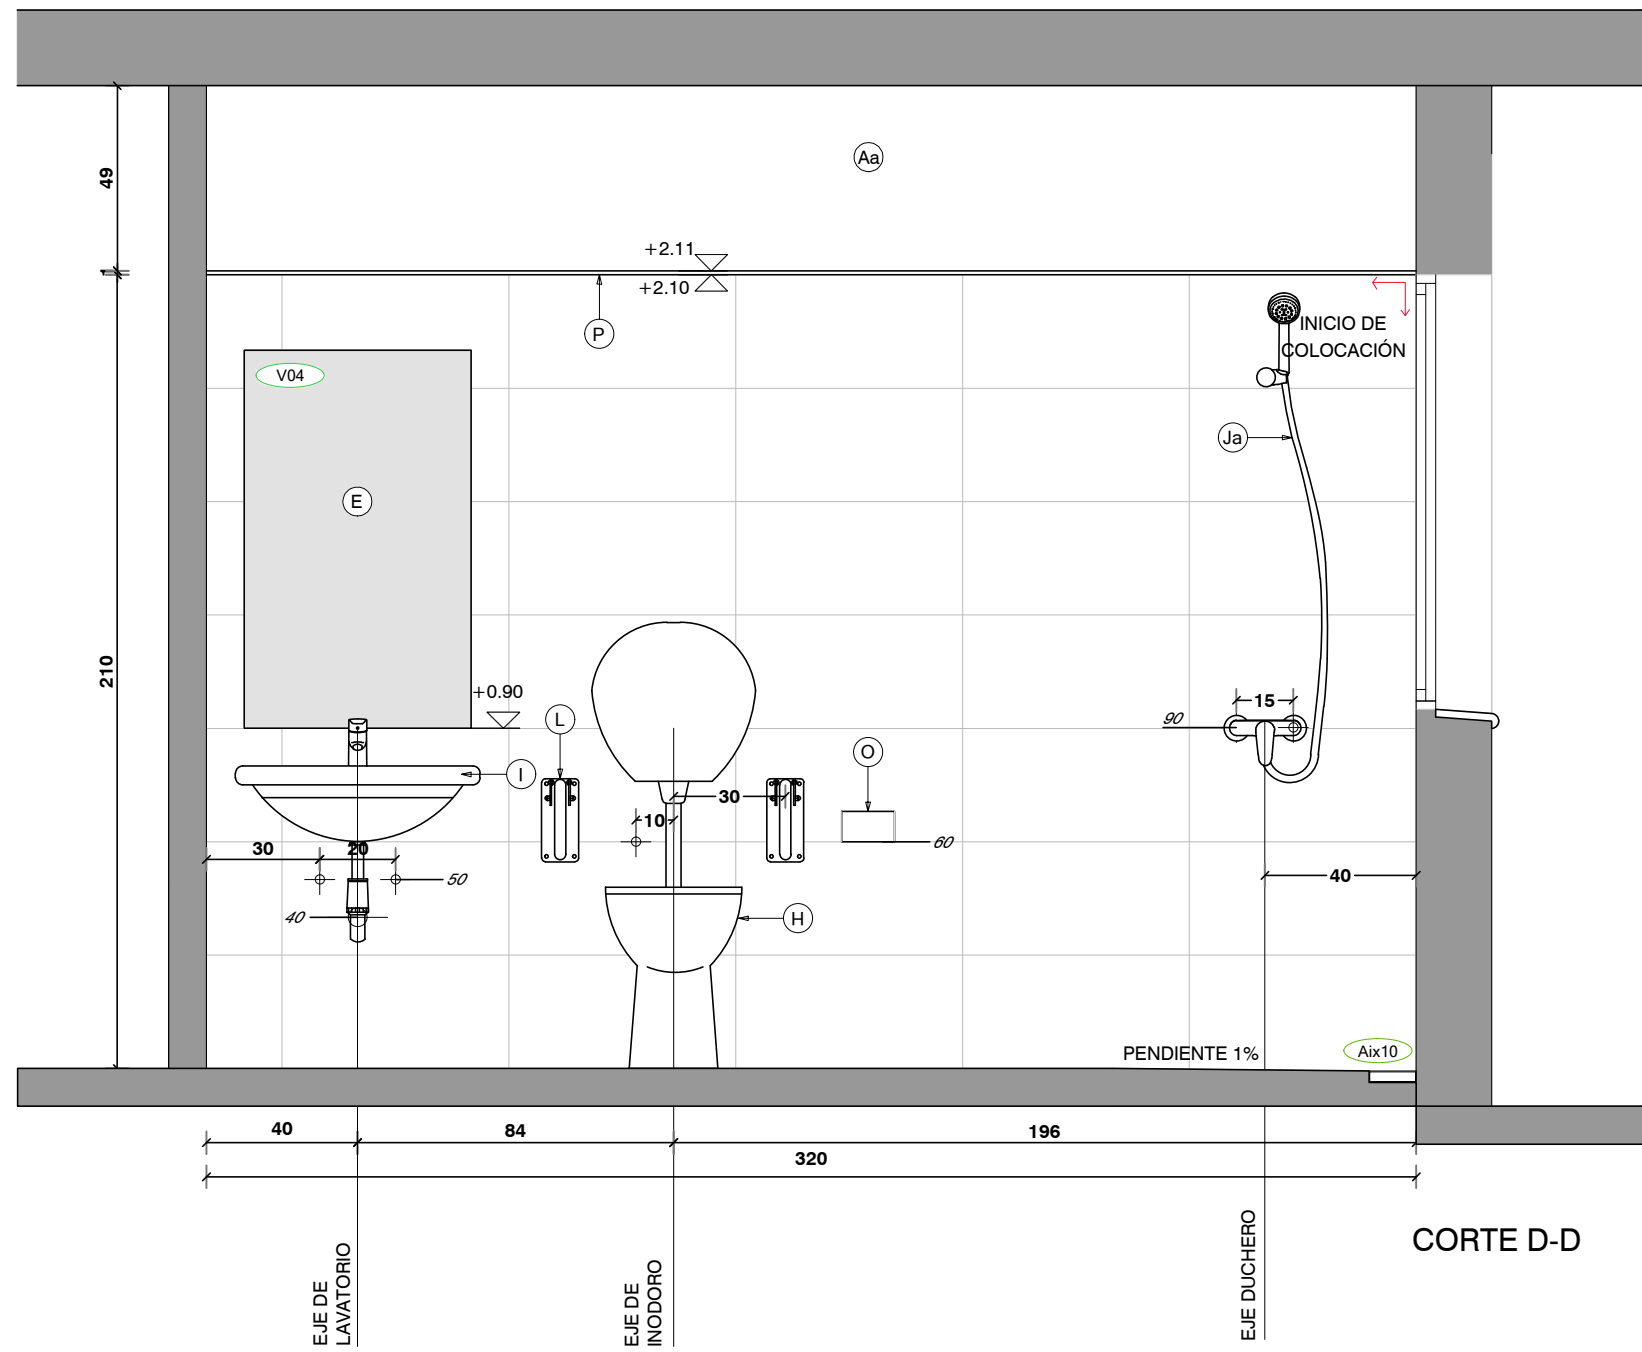 Aa
49
+2.11
+2.10
P
INICIO DE
COLOCACIÓN
V04
Ja
E
210
+0.90
L
15
90
O
I
30
10
60
30
20
50
40
40
H
PENDIENTE 1%
Aix10
40
84
196
320
EJE DE
LAVATORIO
EJE DE
INODORO
EJE DUCHERO
CORTE D-D